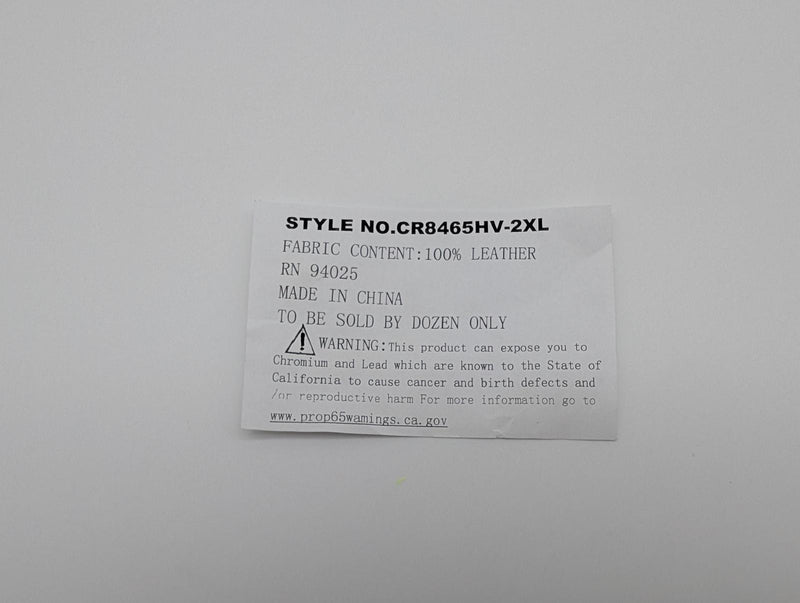 STYLE NO.CR8465HV-2XL
FABRIC CONTENT:100% LEATHER
RN 94025
MADE IN CHINA
TO BE SOLD BY DOZEN ONLY
WARNING:This product can expose you to
Chromium and Lead which are known to the State of
California to cause cancer and birth defects and
/or reproductive harm For more information go to
www.prop65wamings.ca.gov